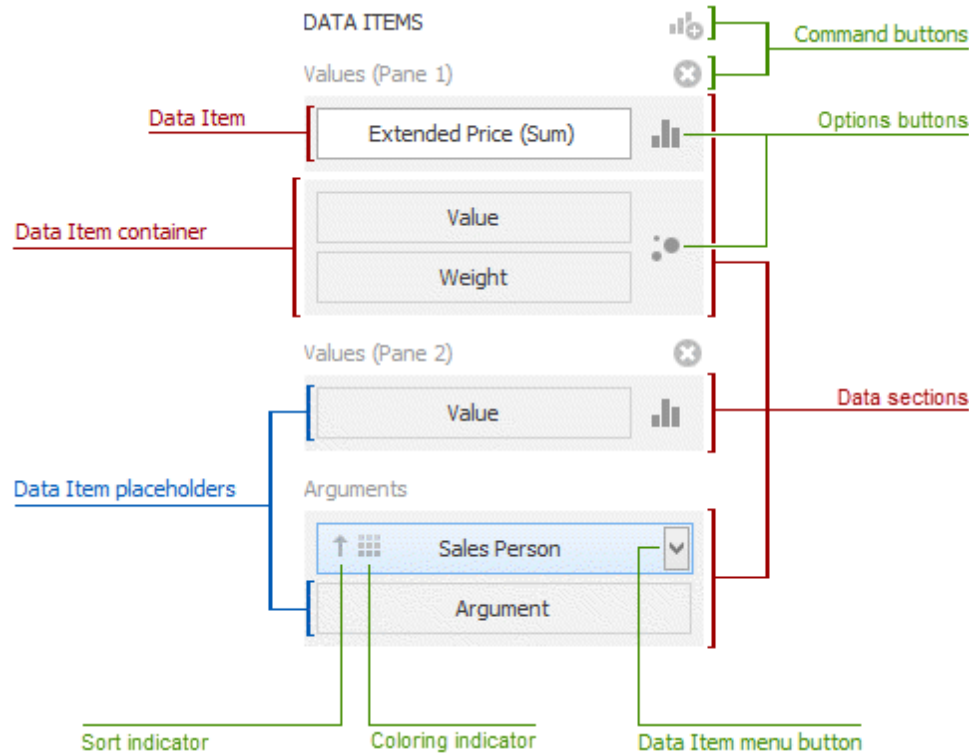 DATA ITEMS
Command buttons
Values (Pane 1)
Data Item
Extended Price (Sum)
Options buttons
Value
Data Item container
Weight
Values (Pane 2)
Value
Data sections
Data Item placeholders
Arguments
Sales Person
Argument
Sort indicator
Coloring indicator
Data Item menu button